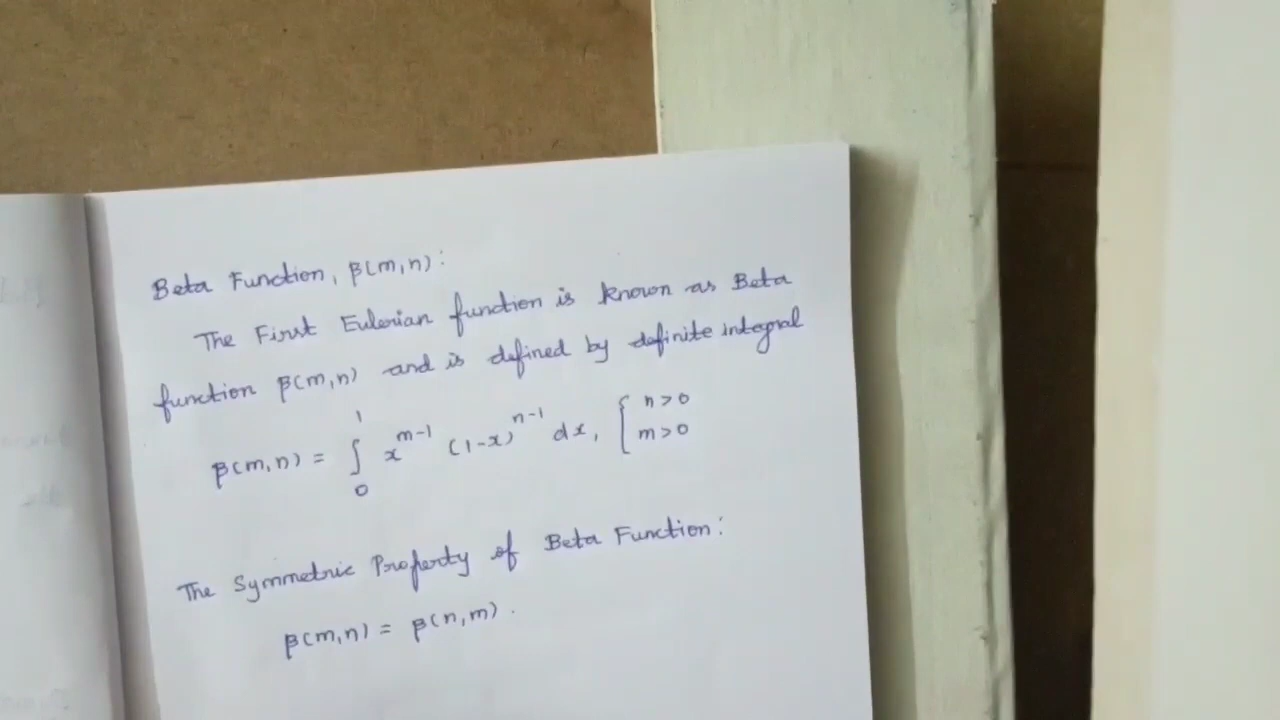 Beta Function, β(m,n):
The First Eulerian function is known as Beta
function β(m,n) and is defined by definite integral
β(m,n) = ∫₀¹ x^(m-1) (1-x)^(n-1) dx, { n>0
m>0
The Symmetric Property of Beta Function:
β(m,n) = β(n,m).